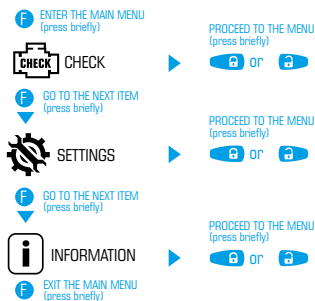 F ENTER THE MAIN MENU
(press briefly)
PROCEED TO THE MENU
(press briefly)
CHECK CHECK
or
F GO TO THE NEXT ITEM
(press briefly)
PROCEED TO THE MENU
(press briefly)
SETTINGS
or
F GO TO THE NEXT ITEM
(press briefly)
PROCEED TO THE MENU
(press briefly)
i INFORMATION
or
F EXIT THE MAIN MENU
(press briefly)